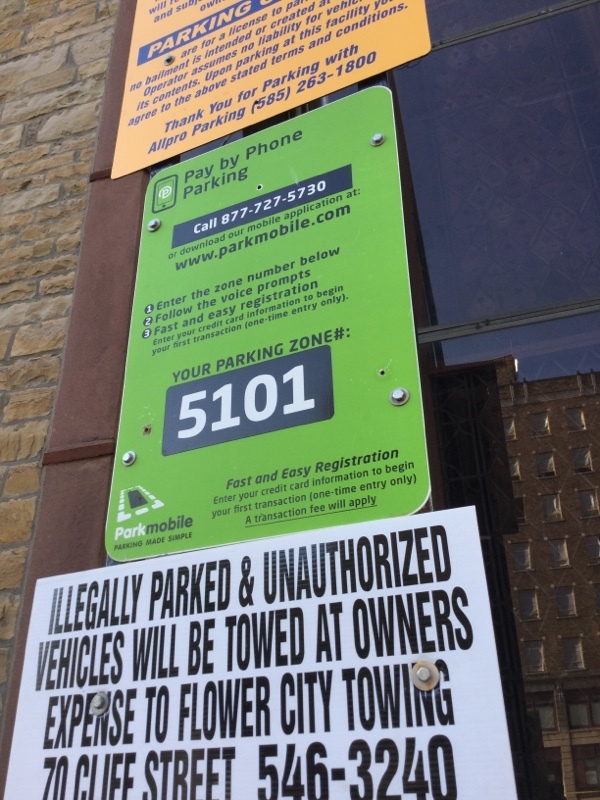 and subj
PARKING
are for a license to pa
no bailment is intended or created at
Operator assumes no liability for vehic
its contents. Upon parking at this facility yo
agree to the above stated terms and conditions.
Thank You for Parking with
Allpro Parking (585) 263-1800
Pay by Phone
Parking
Call 877-727-5730
or download our mobile application at:
www.parkmobile.com
1 Enter the zone number below
2 Follow the voice prompts
3 Fast and easy registration
Enter your credit card information to begin
your first transaction (one-time entry only).
YOUR PARKING ZONE#:
5101
Fast and Easy Registration
Enter your credit card information to begin
your first transaction (one-time entry only)
A transaction fee will apply
Parkmobile
PARKING MADE SIMPLE
ILLEGALLY PARKED & UNAUTHORIZED
VEHICLES WILL BE TOWED AT OWNERS
EXPENSE TO FLOWER CITY TOWING
70 CLIFF STREET 546-3240